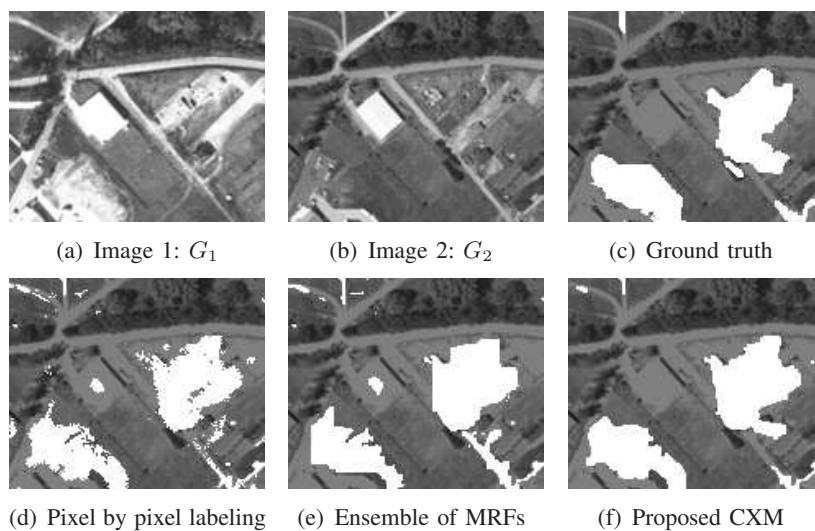 (a) Image 1: G1
(b) Image 2: G2
(c) Ground truth
(d) Pixel by pixel labeling
(e) Ensemble of MRFs
(f) Proposed CXM